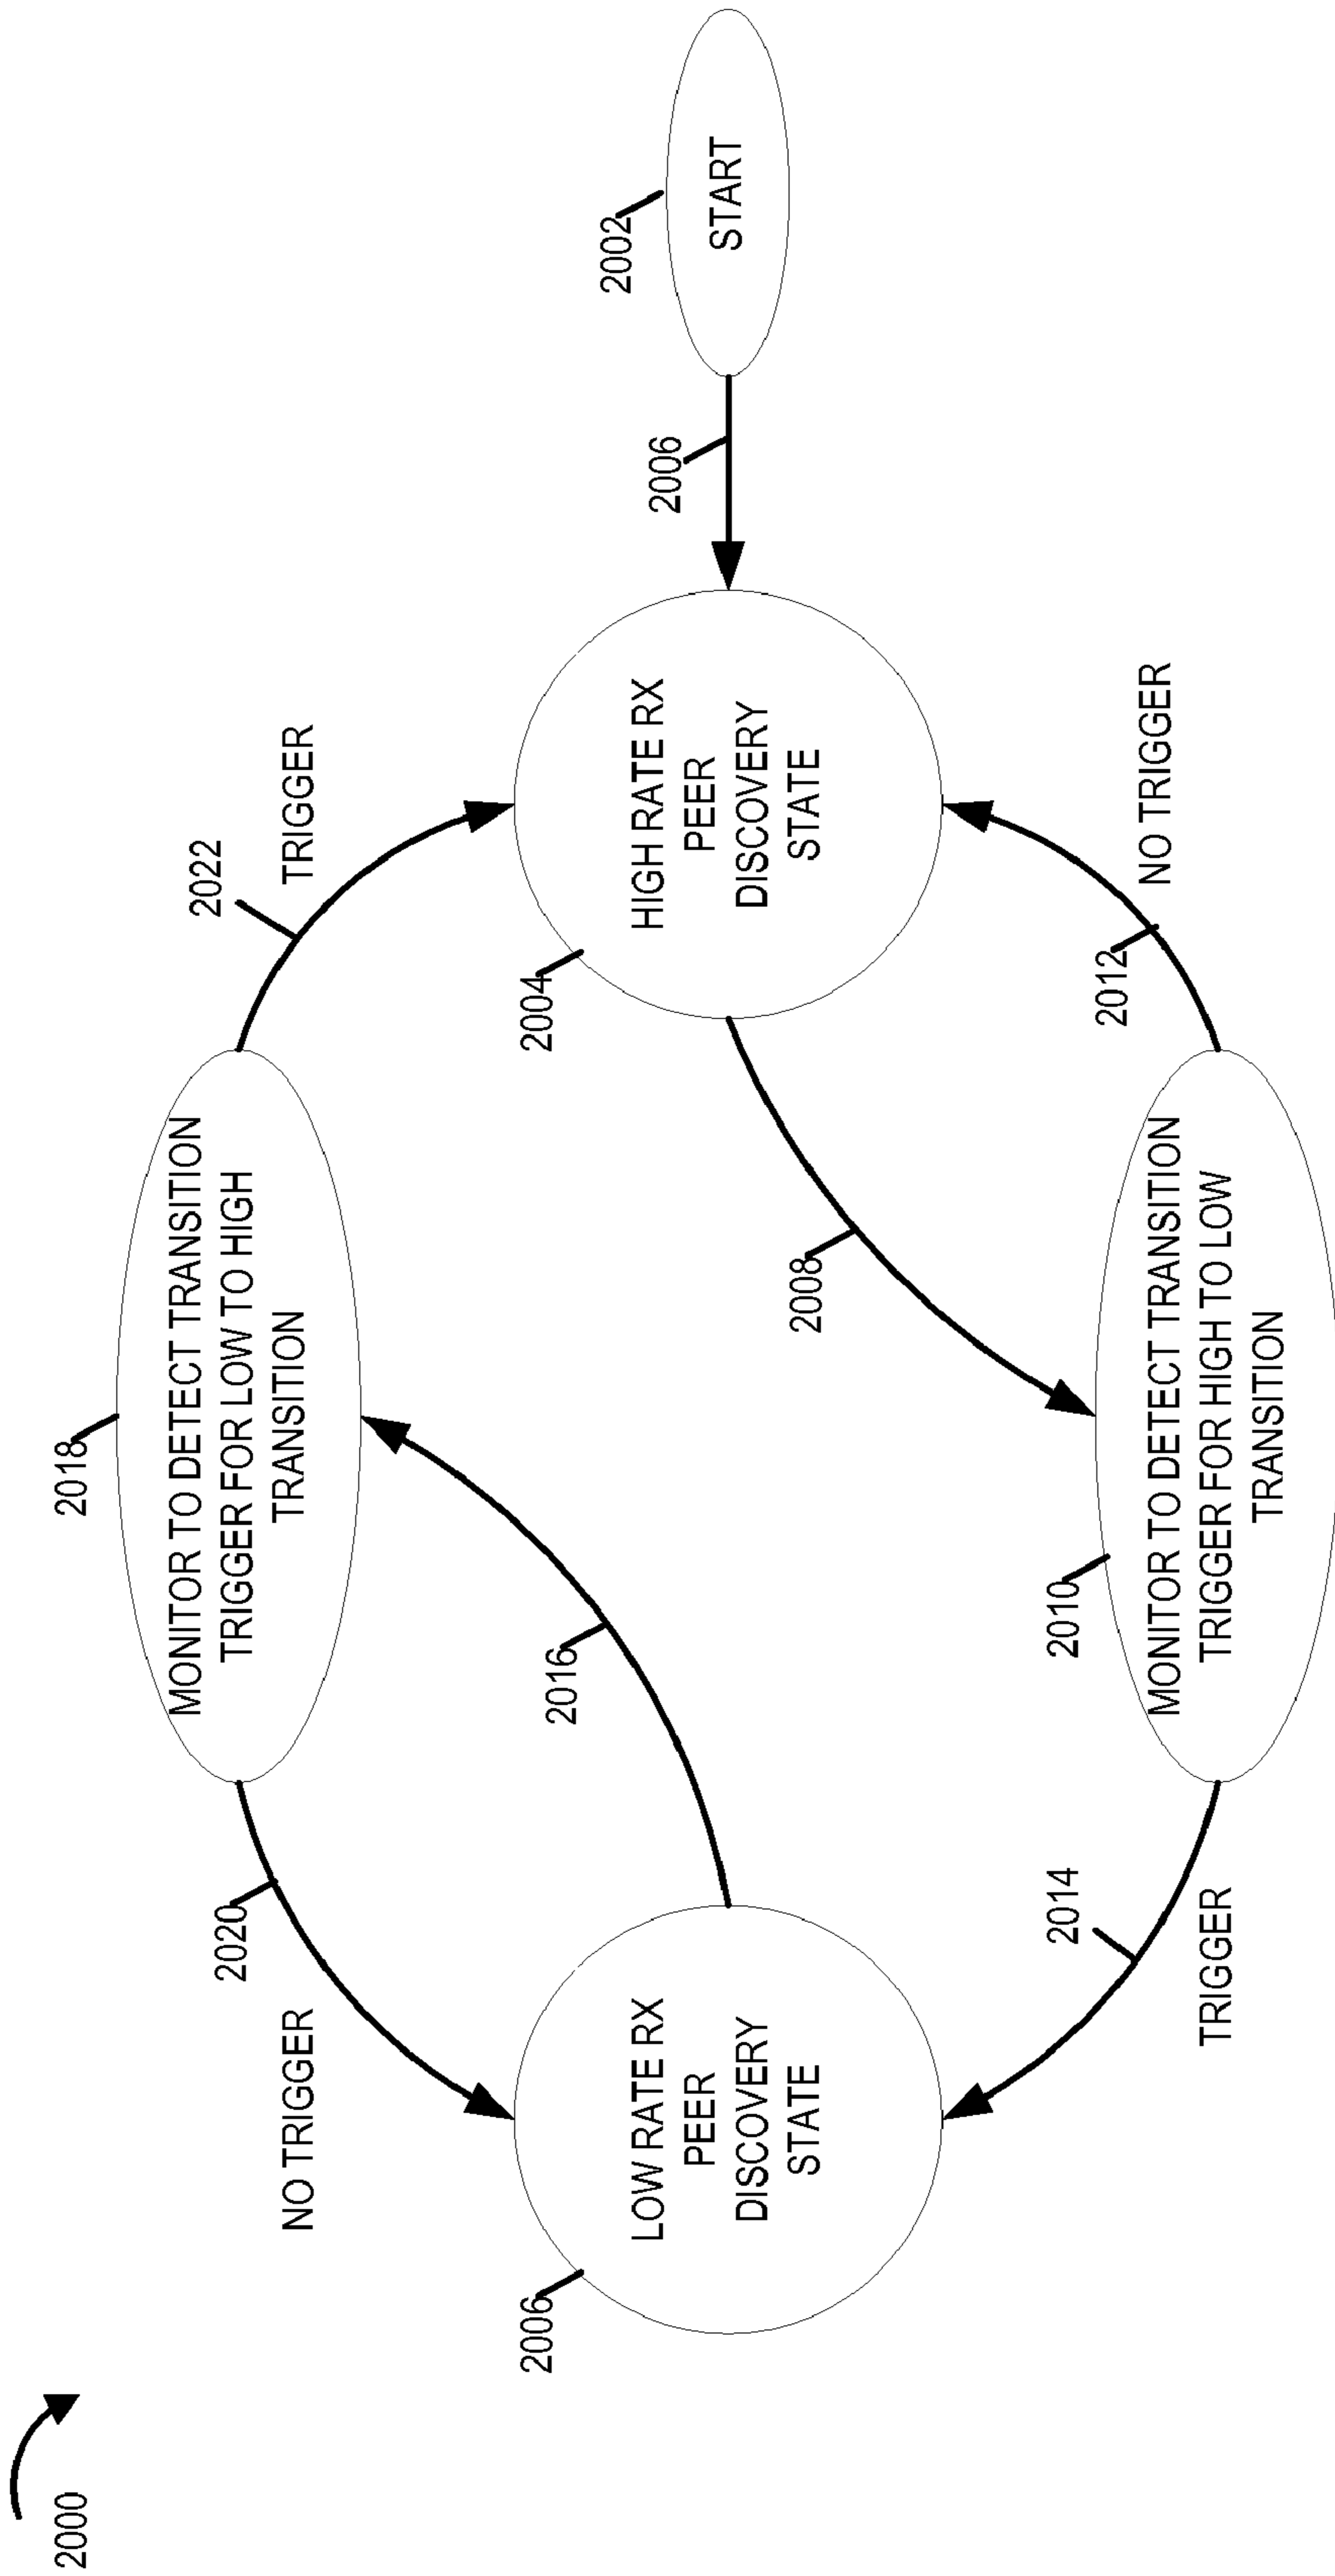 2000
2018
MONITOR TO DETECT TRANSITION
TRIGGER FOR LOW TO HIGH
TRANSITION
2020
NO TRIGGER
2022
TRIGGER
2006
LOW RATE RX
PEER
DISCOVERY
STATE
2016
2004
HIGH RATE RX
PEER
DISCOVERY
STATE
2006
2002
START
2008
2010
MONITOR TO DETECT TRANSITION
TRIGGER FOR HIGH TO LOW
TRANSITION
2014
TRIGGER
2012
NO TRIGGER